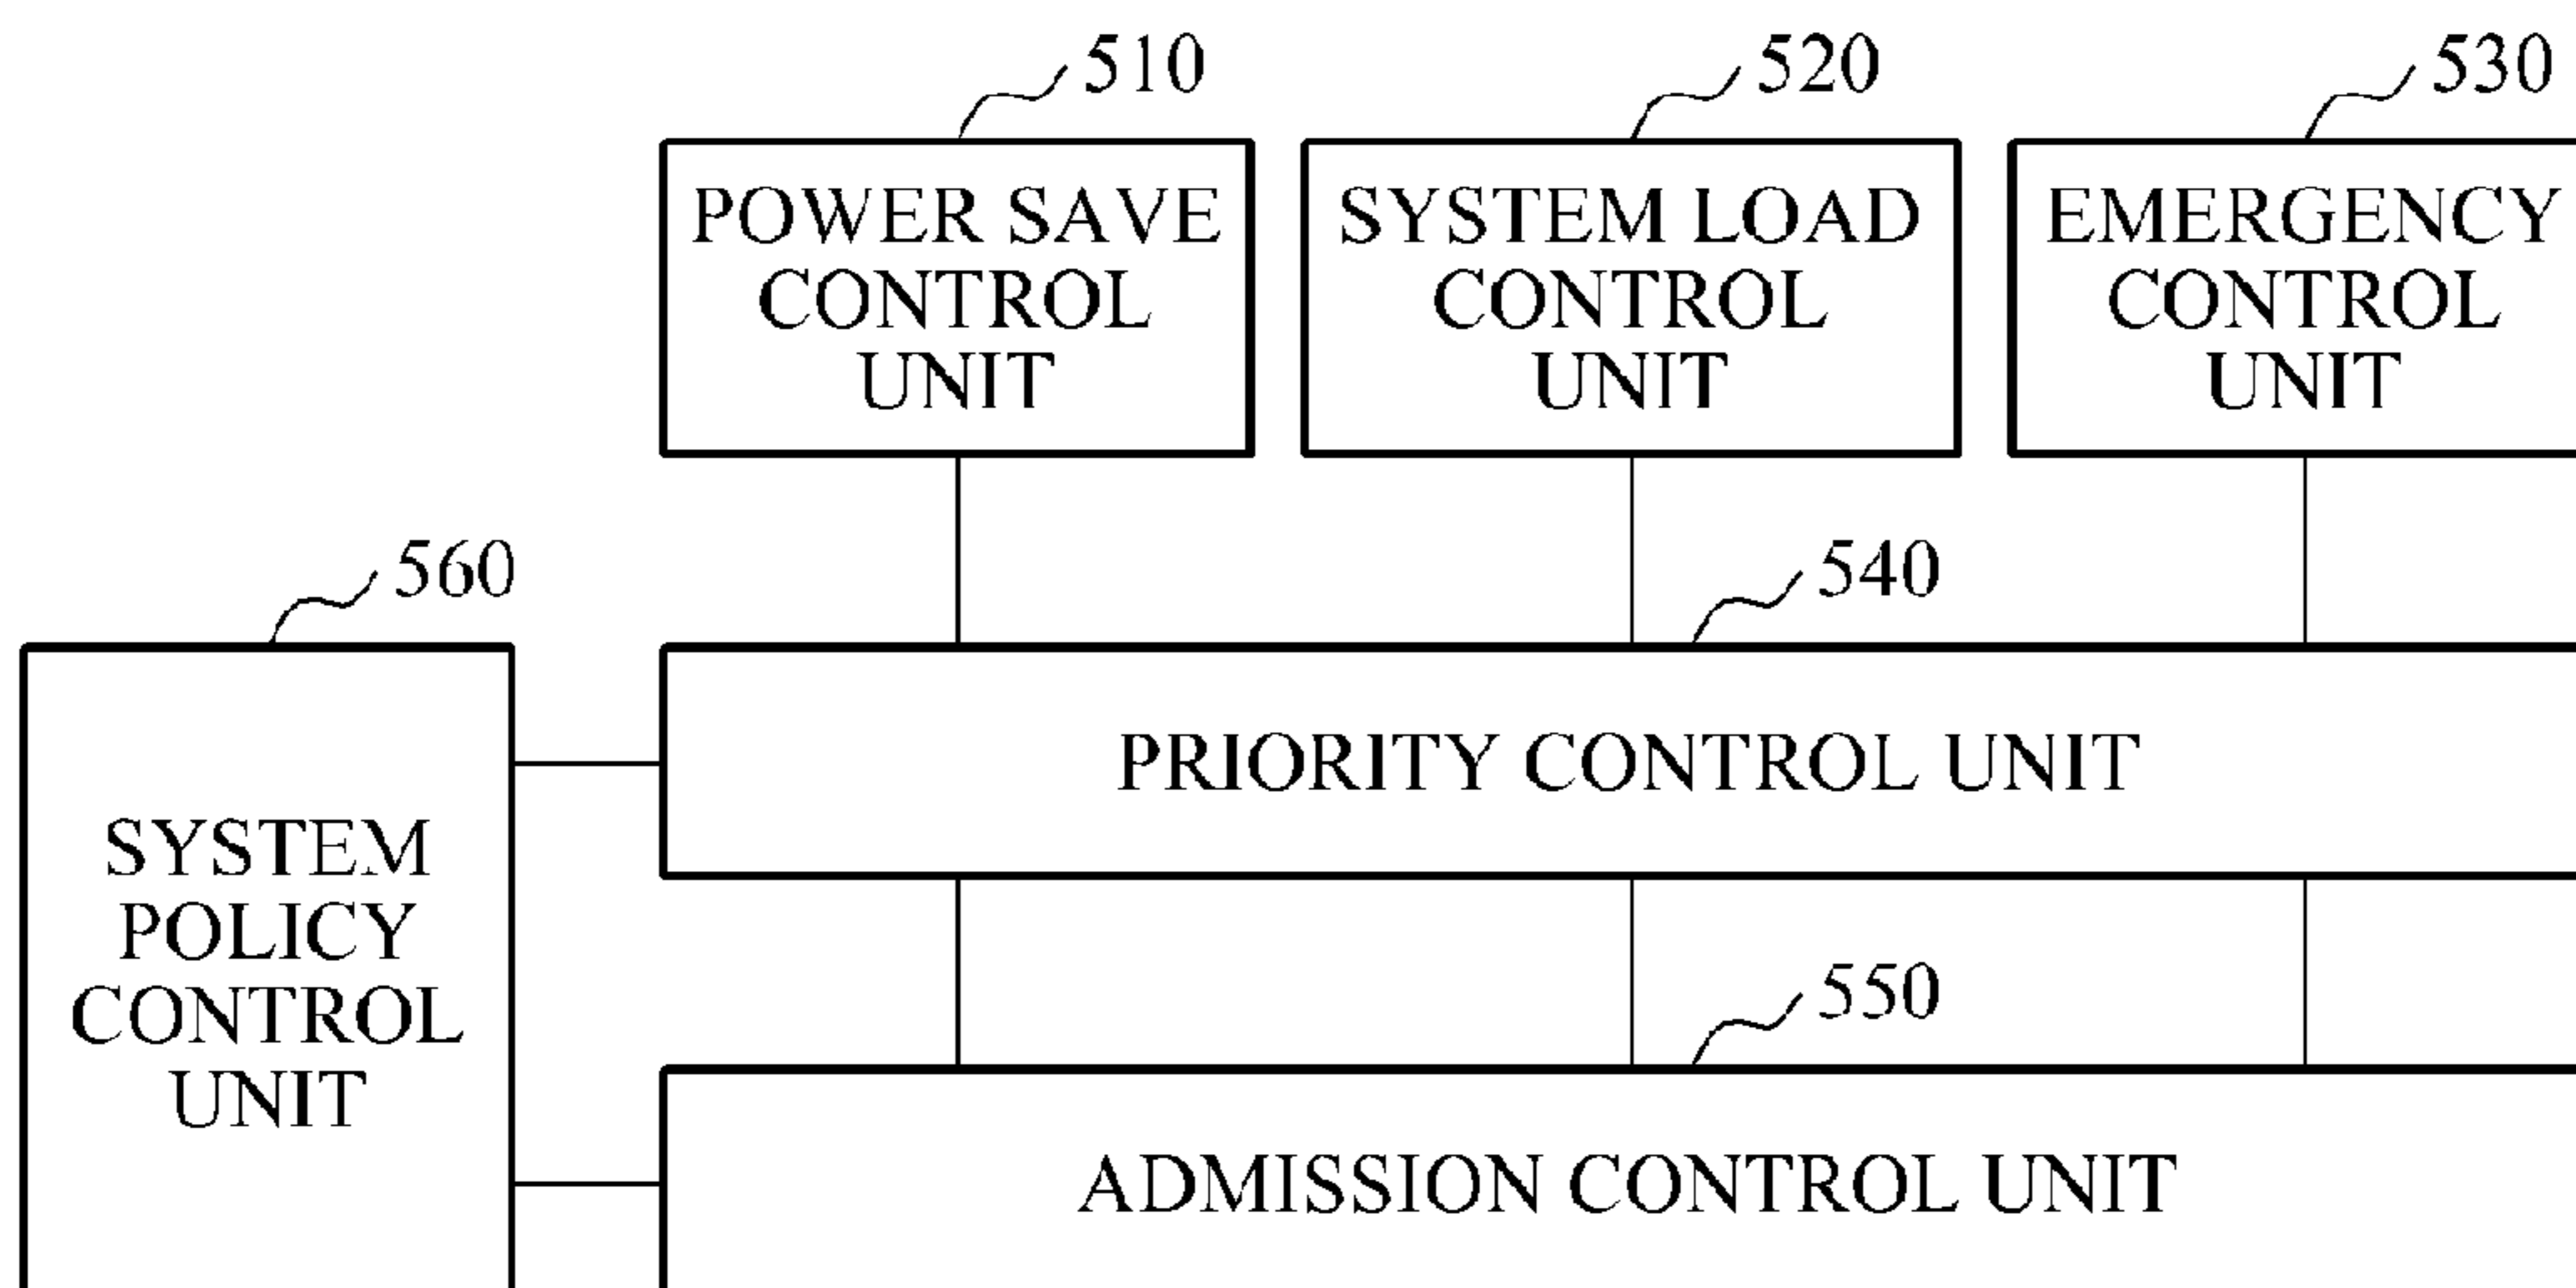 510
520
530
POWER SAVE
CONTROL
UNIT
SYSTEM LOAD
CONTROL
UNIT
EMERGENCY
CONTROL
UNIT
560
540
PRIORITY CONTROL UNIT
SYSTEM
POLICY
CONTROL
UNIT
550
ADMISSION CONTROL UNIT